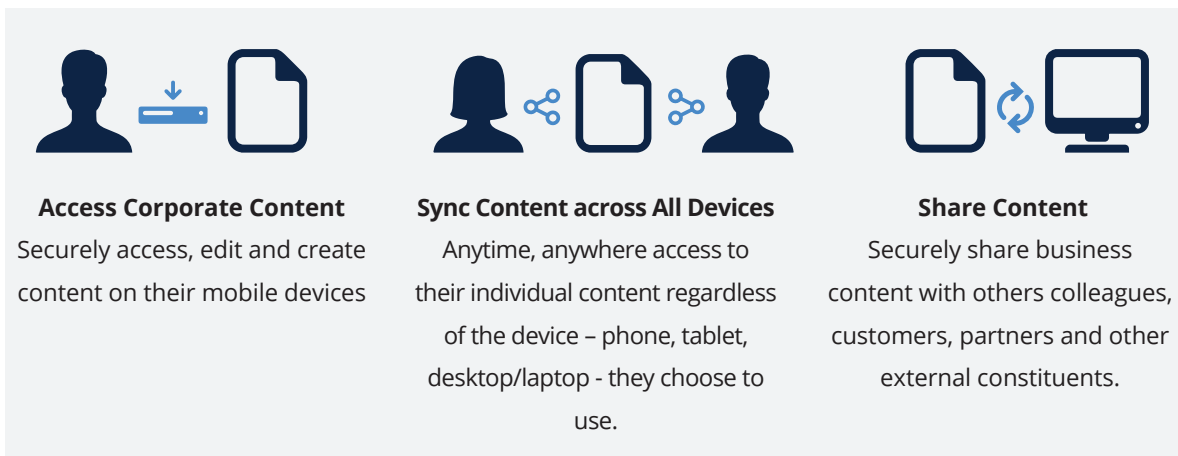 Access Corporate Content
Securely access, edit and create
content on their mobile devices
Sync Content across All Devices
Anytime, anywhere access to
their individual content regardless
of the device – phone, tablet,
desktop/laptop - they choose to
use.
Share Content
Securely share business
content with others colleagues,
customers, partners and other
external constituents.